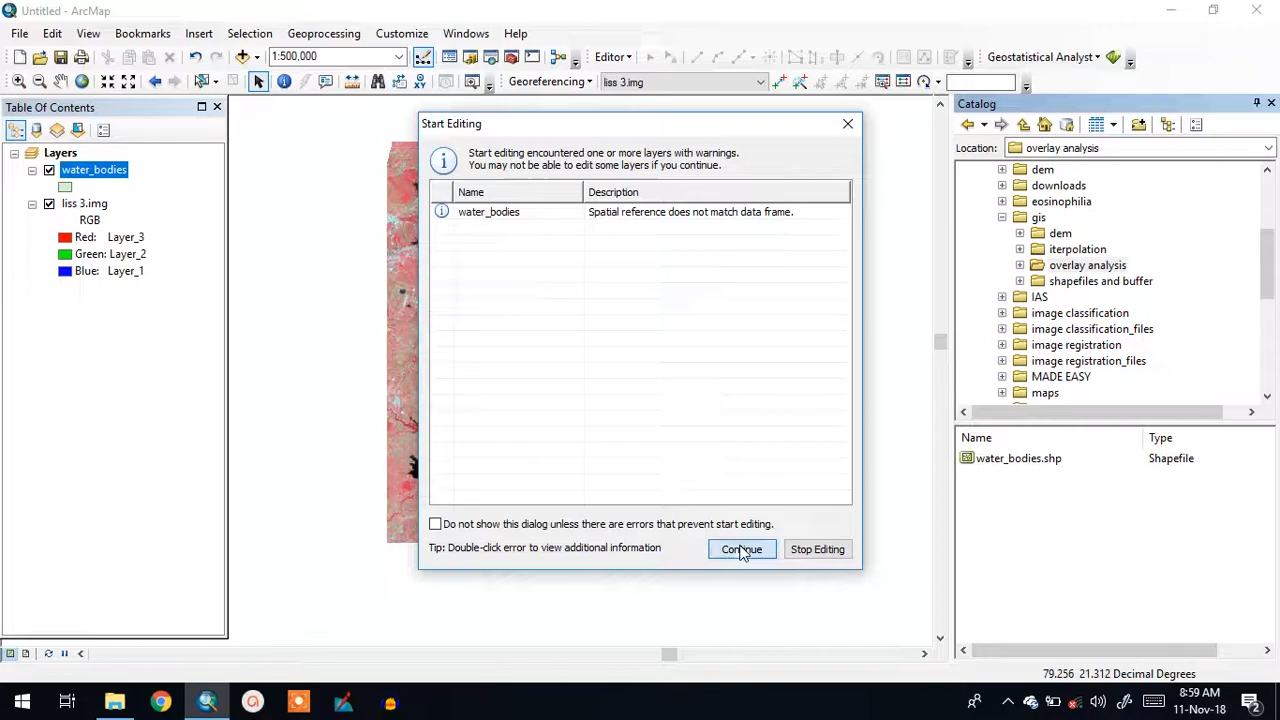 Untitled - ArcMap
File Edit View Bookmarks Insert Selection Geoprocessing Customize Windows Help
1:500,000 Editor Geostatistical Analyst
Georeferencing liss 3.img
Table Of Contents
Layers
water_bodies
liss 3.img
RGB
Red: Layer_3
Green: Layer_2
Blue: Layer_1
Start Editing
Start editing encountered one or more layers with warnings.
You may not be able to edit some layers if you continue.
Name Description
water_bodies Spatial reference does not match data frame.
Do not show this dialog unless there are errors that prevent start editing.
Tip: Double-click error to view additional information Continue Stop Editing
Catalog
Location: overlay analysis
dem
downloads
eosinophilia
gis
dem
iterpolation
overlay analysis
shapefiles and buffer
IAS
image classification
image classification_files
image registration
image registration_files
MADE EASY
maps
Name Type
water_bodies.shp Shapefile
79.256 21.312 Decimal Degrees
8:59 AM
11-Nov-18
2